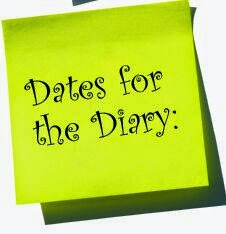 Dates for
the Diary: